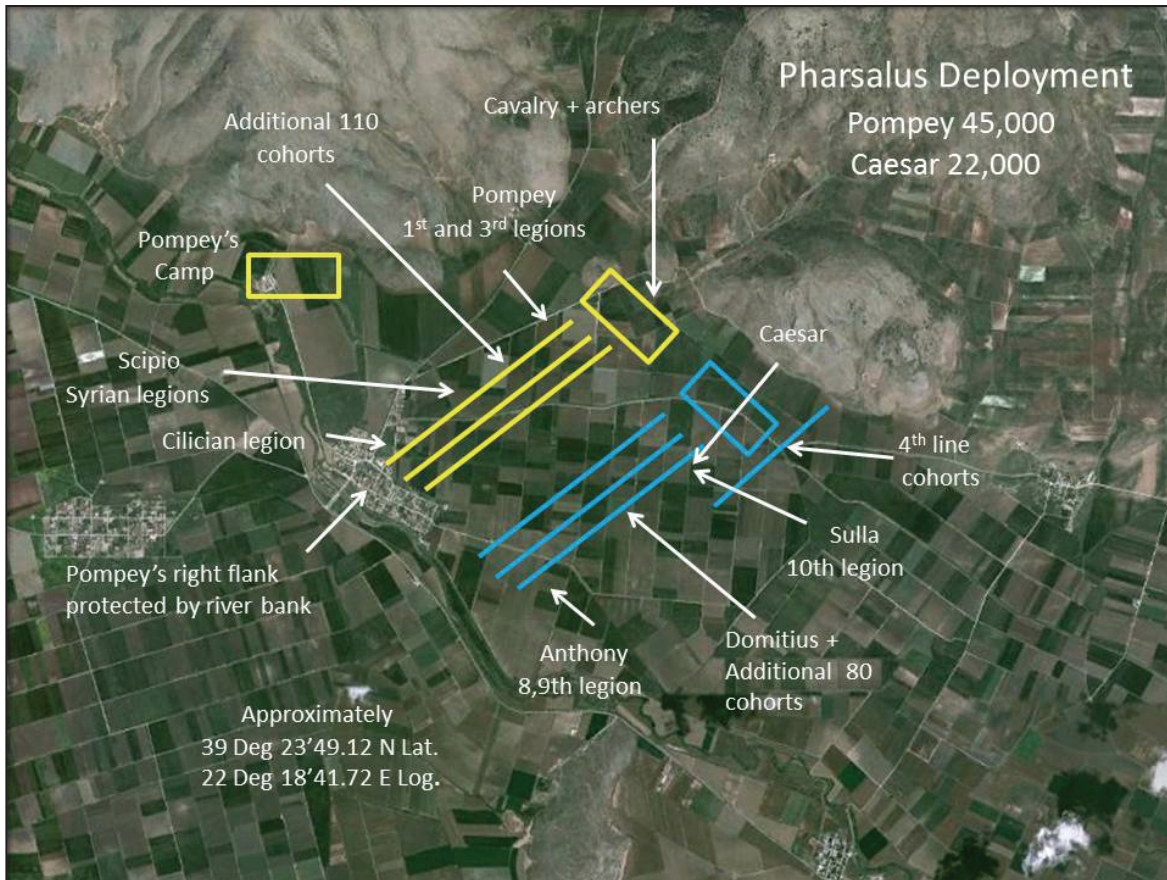 Pharsalus Deployment
Pompey 45,000
Caesar 22,000
Cavalry + archers
Additional 110
cohorts
Pompey
1st and 3rd legions
Pompey's
Camp
Scipio
Syrian legions
Cilician legion
Caesar
4th line
cohorts
Sulla
10th legion
Pompey's right flank
protected by river bank
Anthony
8,9th legion
Domitius +
Additional 80
cohorts
Approximately
39 Deg 23'49.12 N Lat.
22 Deg 18'41.72 E Log.